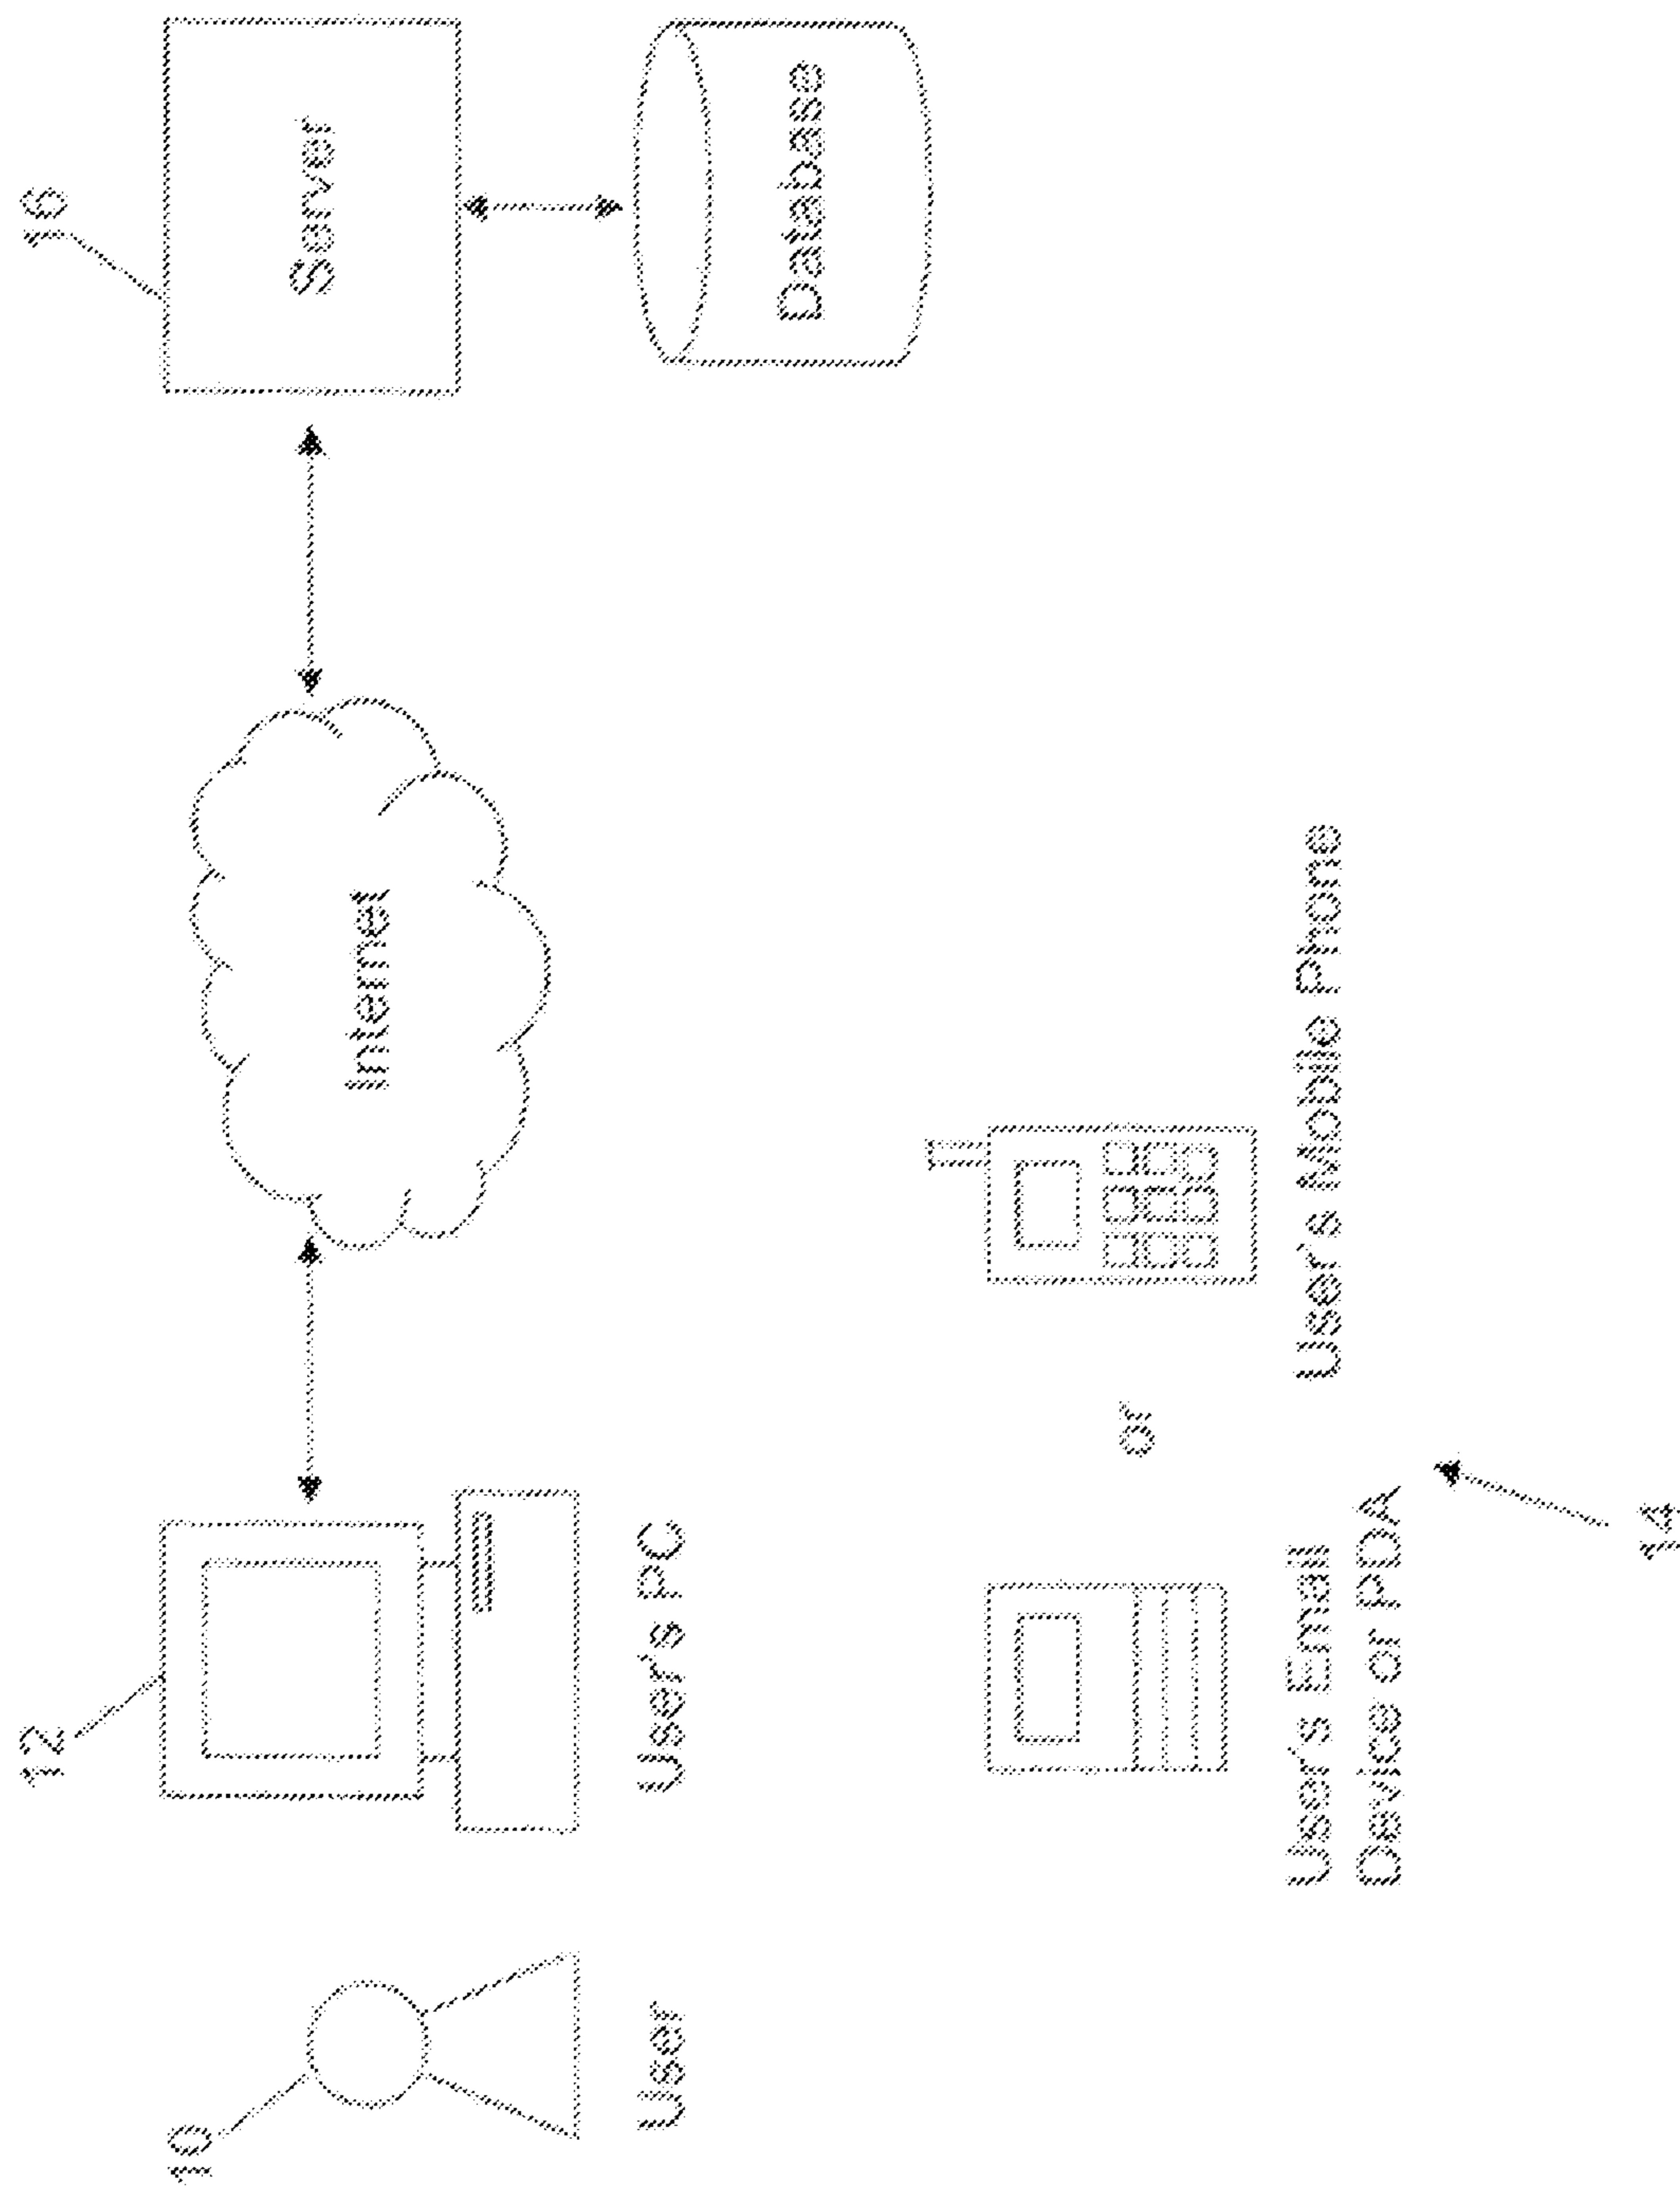 16
Server
Database
Internet
12
User's PC
10
User
or
User's Mobile Phone
User's Email
Device or PDA
14